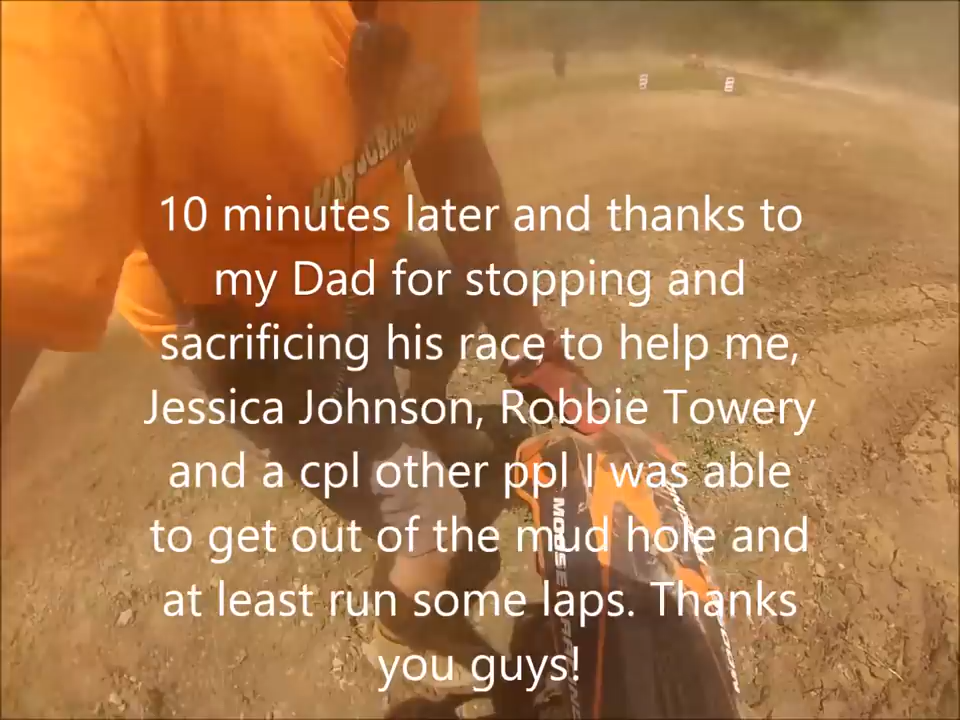 10 minutes later and thanks to
my Dad for stopping and
sacrificing his race to help me,
Jessica Johnson, Robbie Towery
and a cpl other ppl I was able
to get out of the mud hole and
at least run some laps. Thanks
you guys!
MOOSE RACING